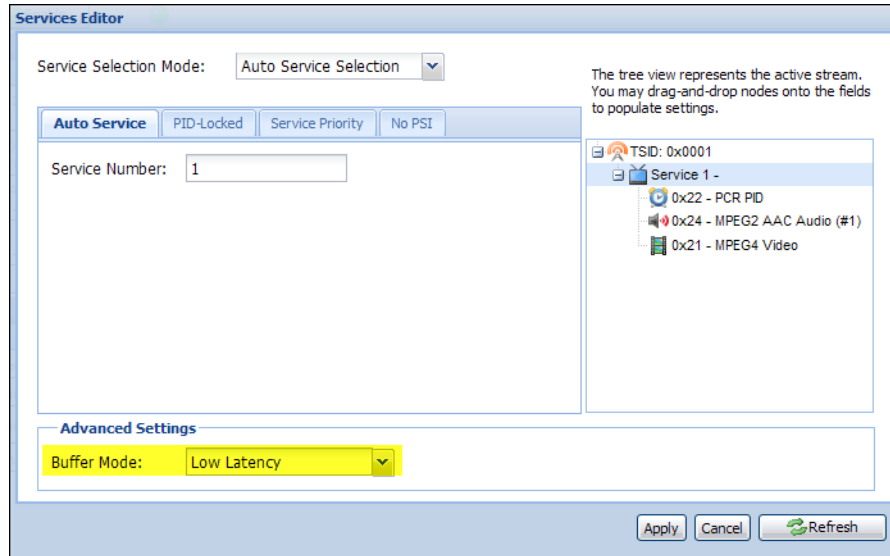 Services Editor
Service Selection Mode: Auto Service Selection
The tree view represents the active stream.
You may drag-and-drop nodes onto the fields
to populate settings.
Auto Service PID-Locked Service Priority No PSI
Service Number: 1
TSID: 0x0001
Service 1 -
0x22 - PCR PID
0x24 - MPEG2 AAC Audio (#1)
0x21 - MPEG4 Video
Advanced Settings
Buffer Mode: Low Latency
Apply Cancel Refresh